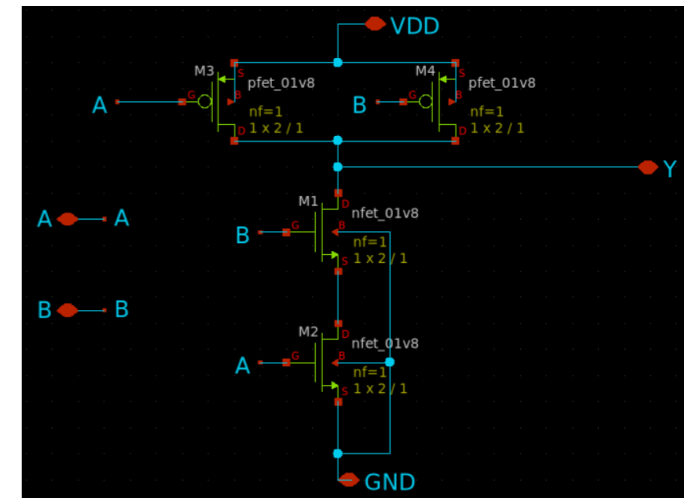 VDD
M3
S
pfet_01v8
A
G
B
nf=1
1 x 2 / 1
D
M4
S
pfet_01v8
B
G
B
nf=1
1 x 2 / 1
D
Y
A A
M1
D
nfet_01v8
B
G
B
nf=1
1 x 2 / 1
S
B B
M2
D
nfet_01v8
A
G
B
nf=1
1 x 2 / 1
S
GND